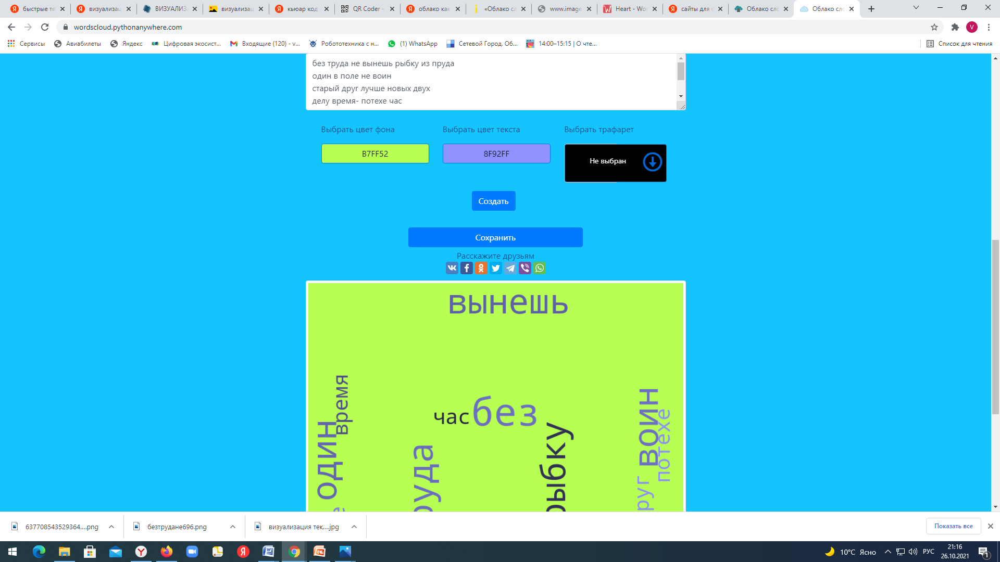 быстрые те
визуализац
ВИЗУАЛИЗ
визуализац
кьюар код
QR Coder -
облако как
«Облако сл
www.image
Heart - Wor
сайты для с
Облако сло
Облако сло
wordscloud.pythonanywhere.com
V
Сервисы
Авиабилеты
Яндекс
Цифровая экосист...
Входящие (120) - v...
Робототехника с н...
(1) WhatsApp
Сетевой Город. Об...
14:00–15:15 | О чте...
Список для чтения
без труда не вынешь рыбку из пруда
один в поле не воин
старый друг лучше новых двух
делу время- потехе час
Выбрать цвет фона
Выбрать цвет текста
Выбрать трафарет
B7FF52
8F92FF
Не выбран
Создать
Сохранить
Расскажите друзьям
вынешь
время
один
час
без
руда
рыбку
воин
потехе
руг
637708543529364....png
безтрудане696.png
визуализация тек....jpg
Показать все
10°C Ясно
РУС
21:16
26.10.2021
1